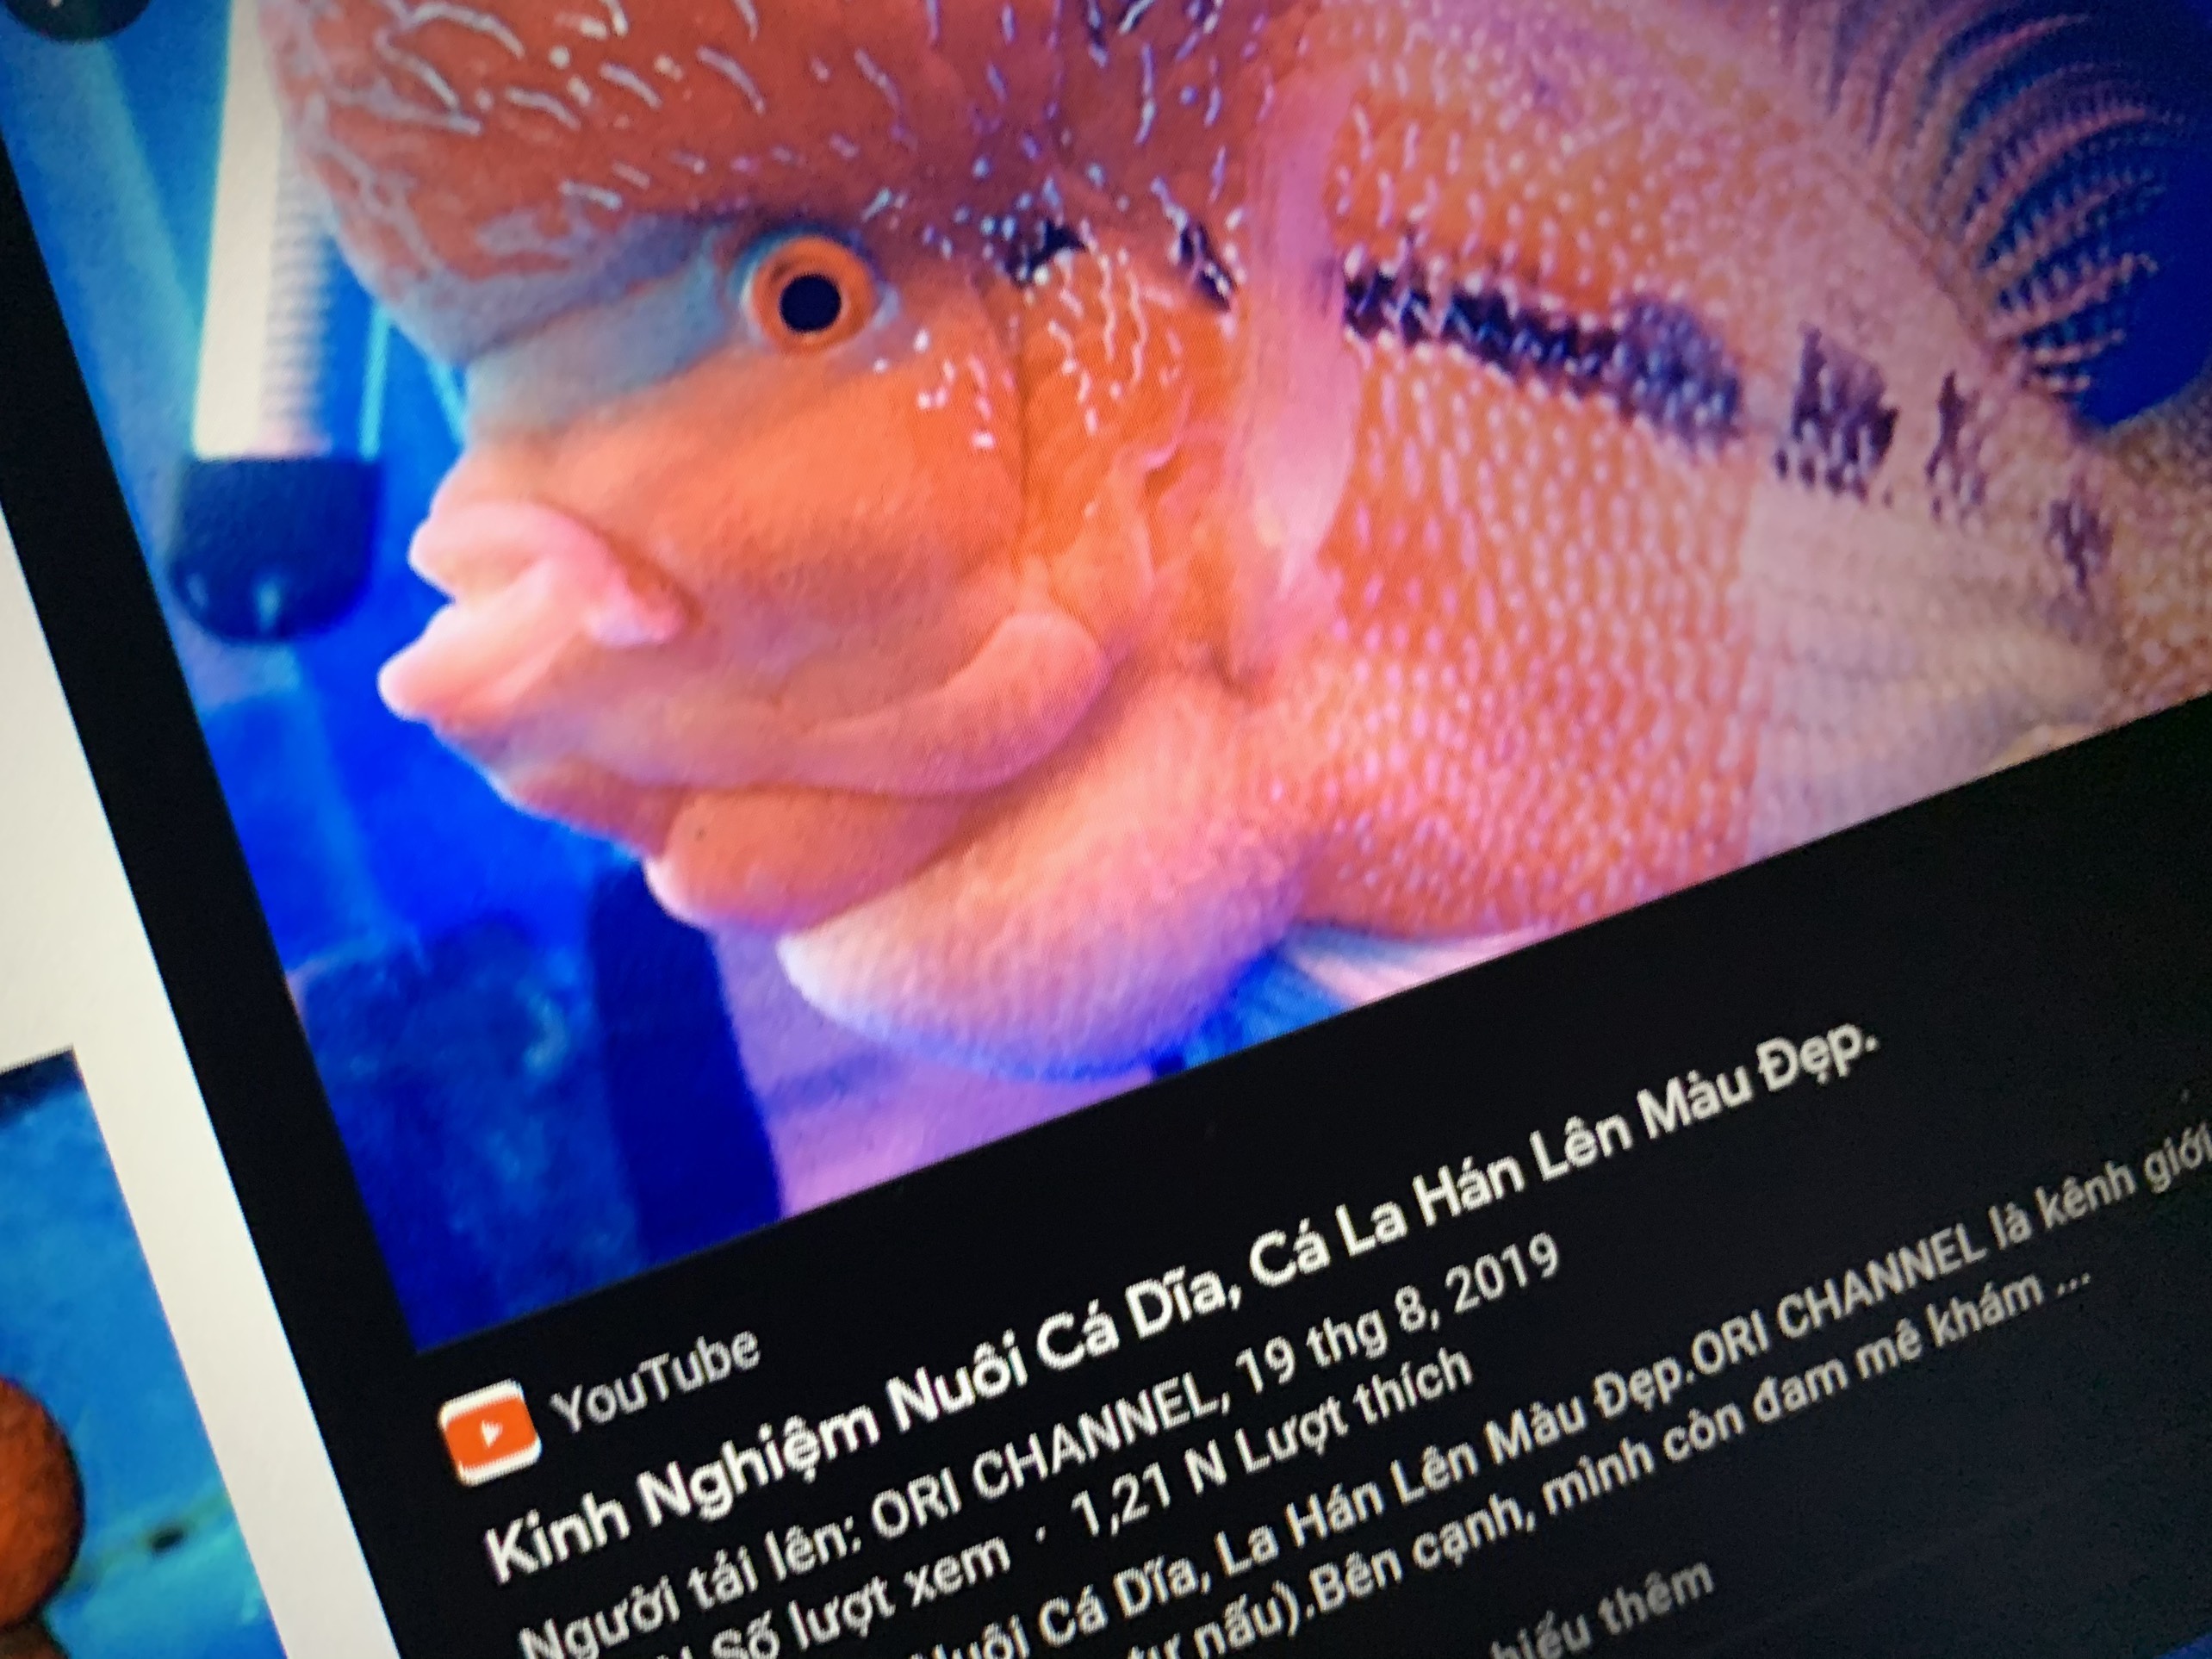 YouTube
Kinh Nghiệm Nuôi Cá Dĩa, Cá La Hán Lên Màu Đẹp.
Người tải lên: ORI CHANNEL, 19 thg 8, 2019
Số lượt xem · 1,21 N Lượt thích
Nuôi Cá Dĩa, La Hán Lên Màu Đẹp.ORI CHANNEL là kênh giới
nấu).Bên cạnh, mình còn đam mê khám ...
thêm